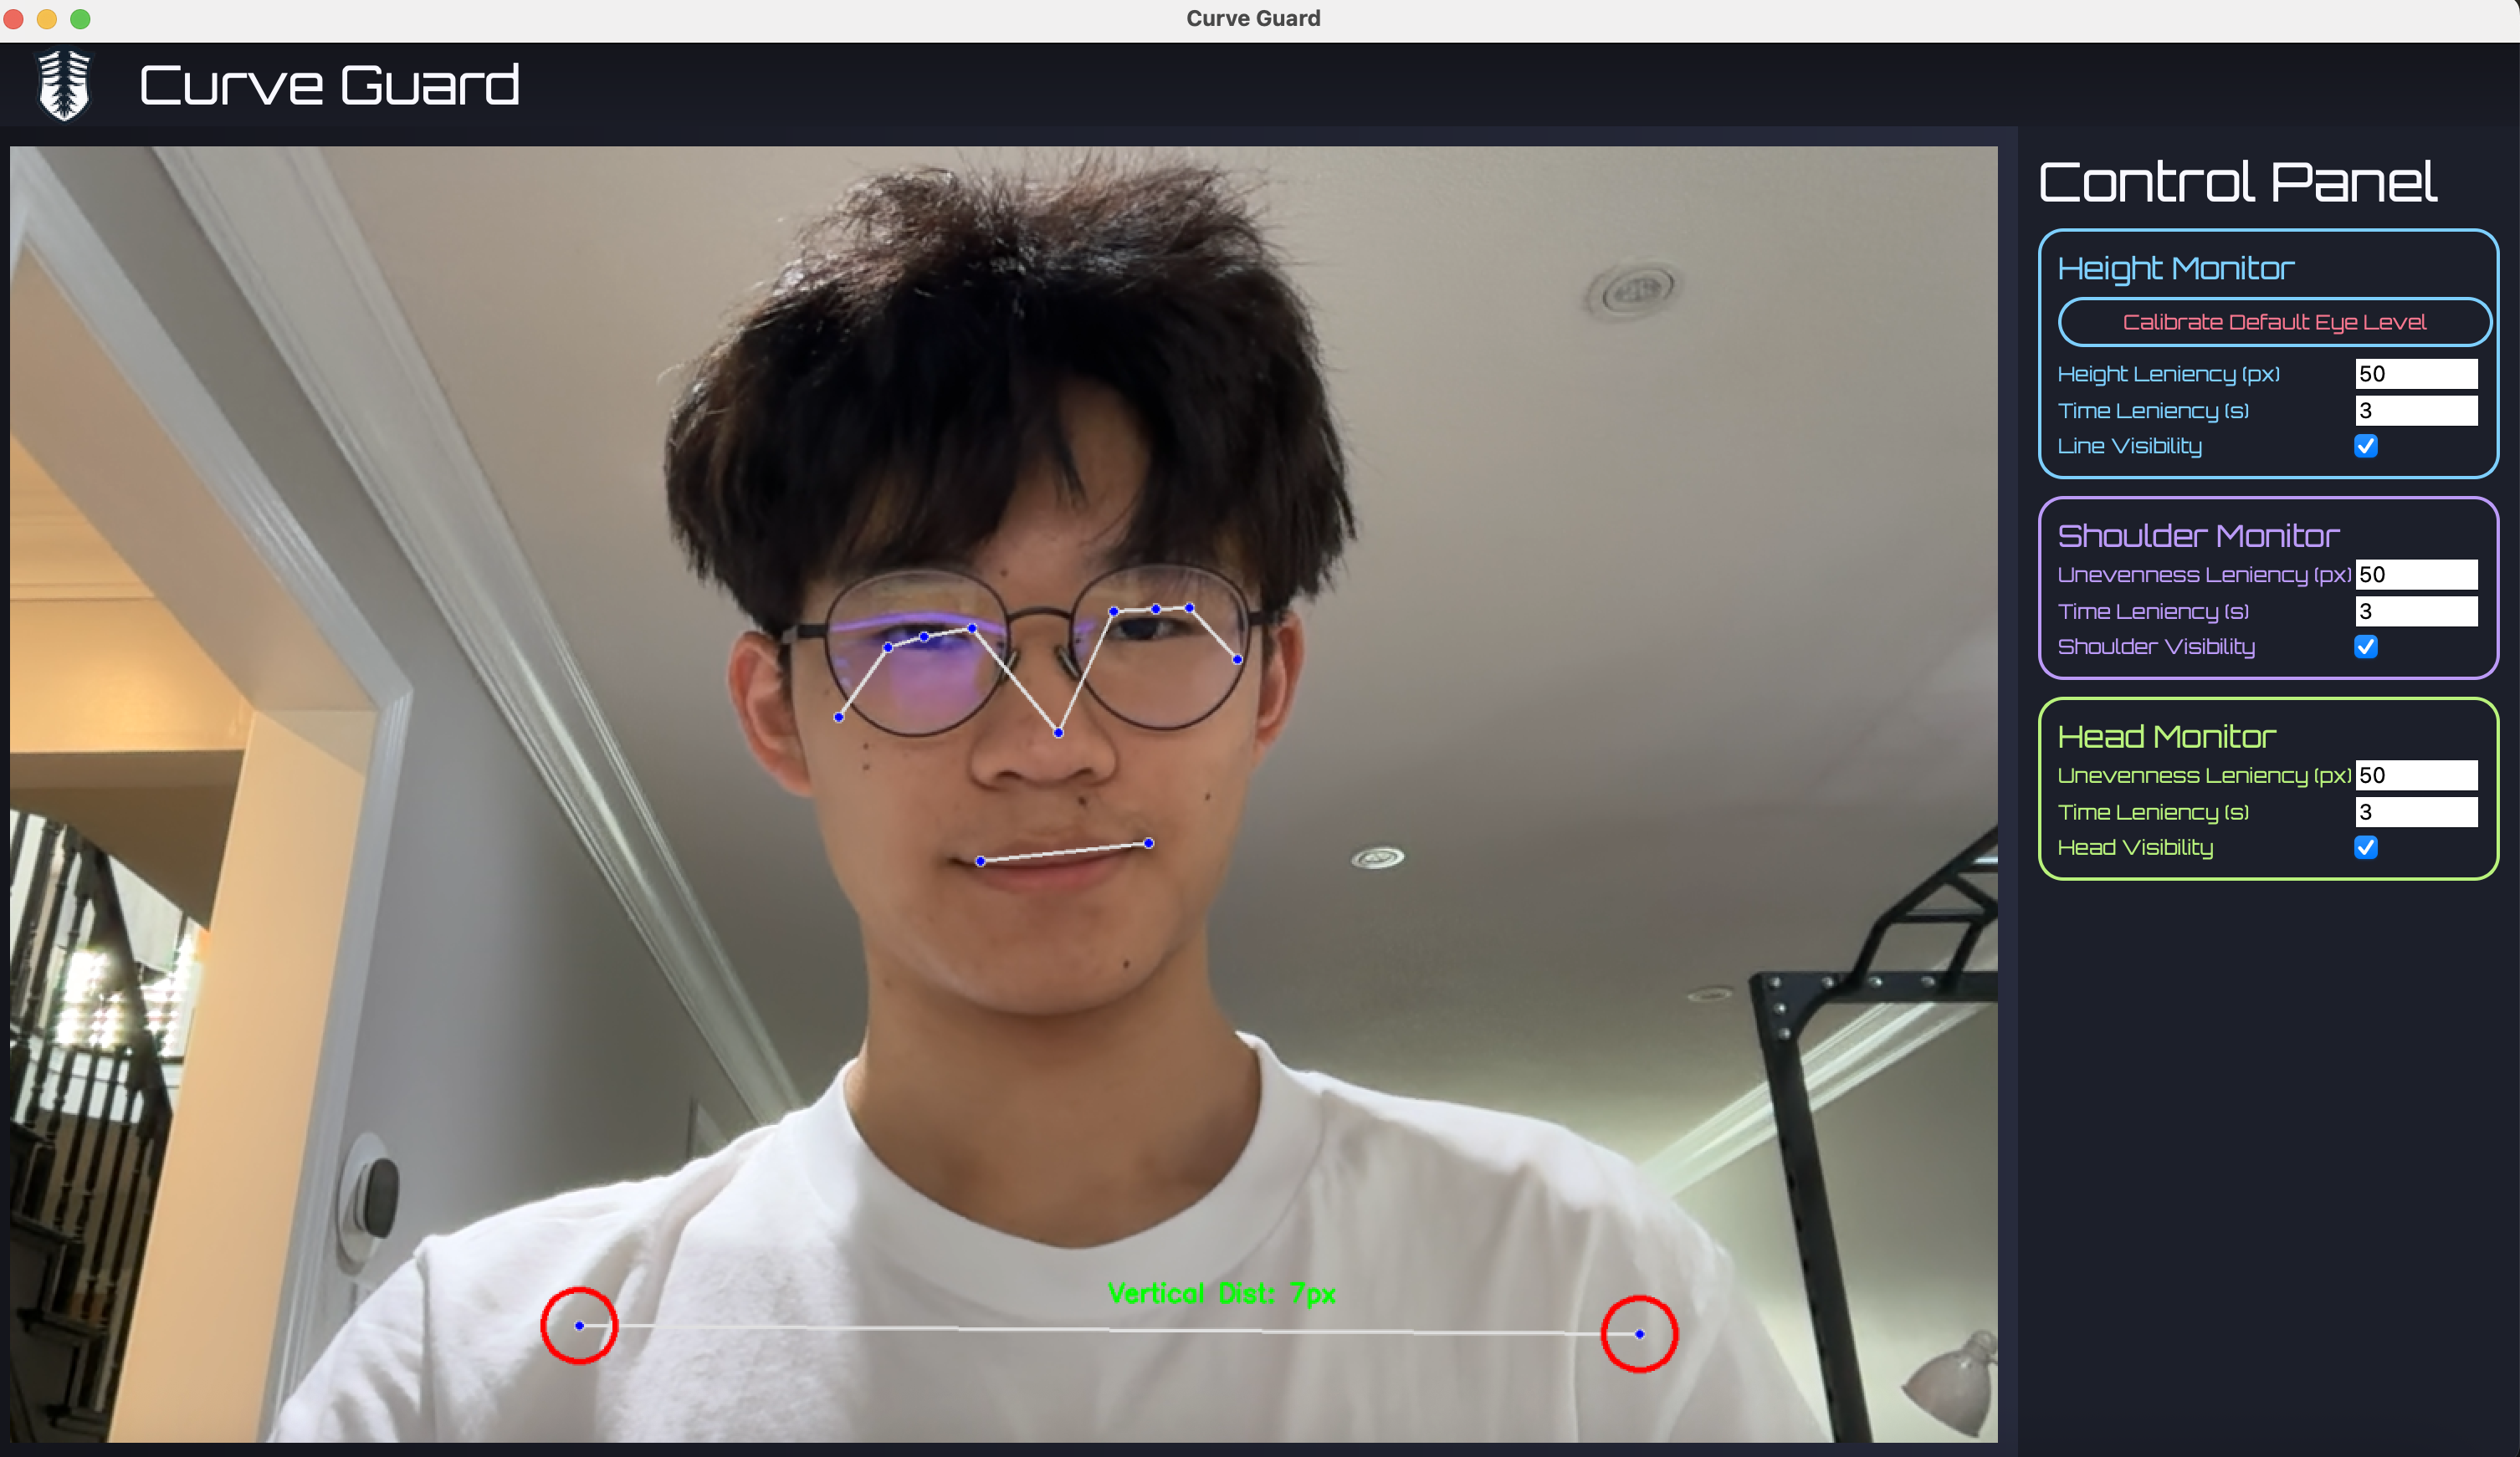 Curve Guard
Curve Guard
Control Panel
Height Monitor
Calibrate Default Eye Level
Height Leniency (px) 50
Time Leniency (s) 3
Line Visibility
Shoulder Monitor
Unevenness Leniency (px) 50
Time Leniency (s) 3
Shoulder Visibility
Head Monitor
Unevenness Leniency (px) 50
Time Leniency (s) 3
Head Visibility
Vertical Dist: 7px